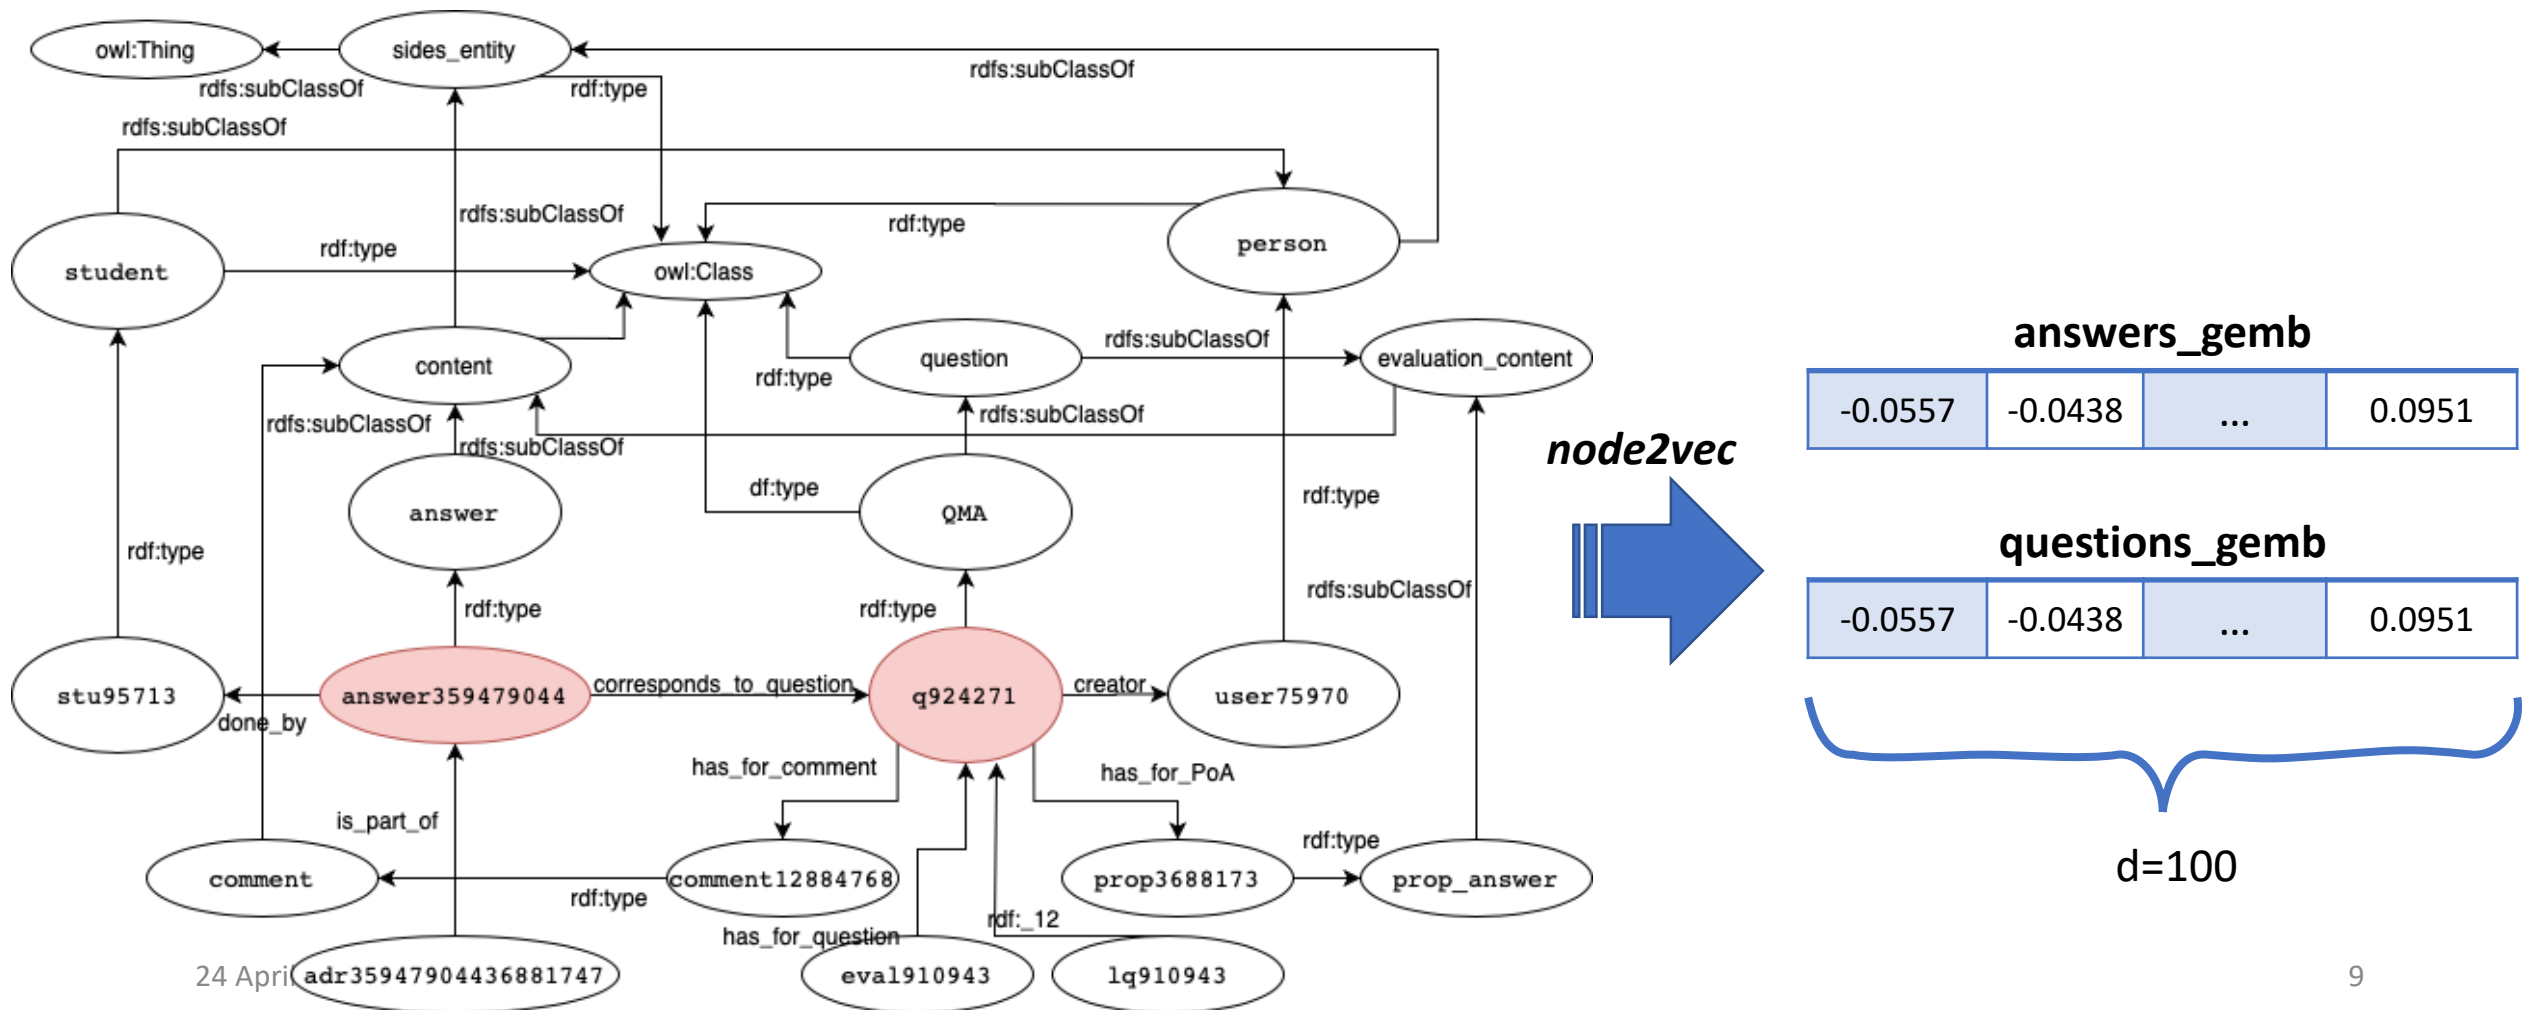 owl:Thing
sides_entity
rdfs:subClassOf
rdf:type
rdfs:subClassOf
rdfs:subClassOf
rdfs:subClassOf
rdf:type
person
student
rdf:type
owl:Class
content
question
rdfs:subClassOf
evaluation_content
rdf:type
rdfs:subClassOf
rdfs:subClassOf
rdfs:subClassOf
answer
df:type
QMA
rdf:type
rdf:type
rdf:type
rdf:type
rdfs:subClassOf
stu95713
done_by
answer359479044
corresponds_to_question
q924271
creator
user75970
has_for_comment
has_for_PoA
is_part_of
rdf:type
comment
rdf:type
comment12884768
prop3688173
prop_answer
has_for_question
rdf:_12
24 April
adr35947904436881747
eval910943
lq910943
node2vec
answers_gemb
-0.0557 -0.0438 ... 0.0951
questions_gemb
-0.0557 -0.0438 ... 0.0951
d=100
9